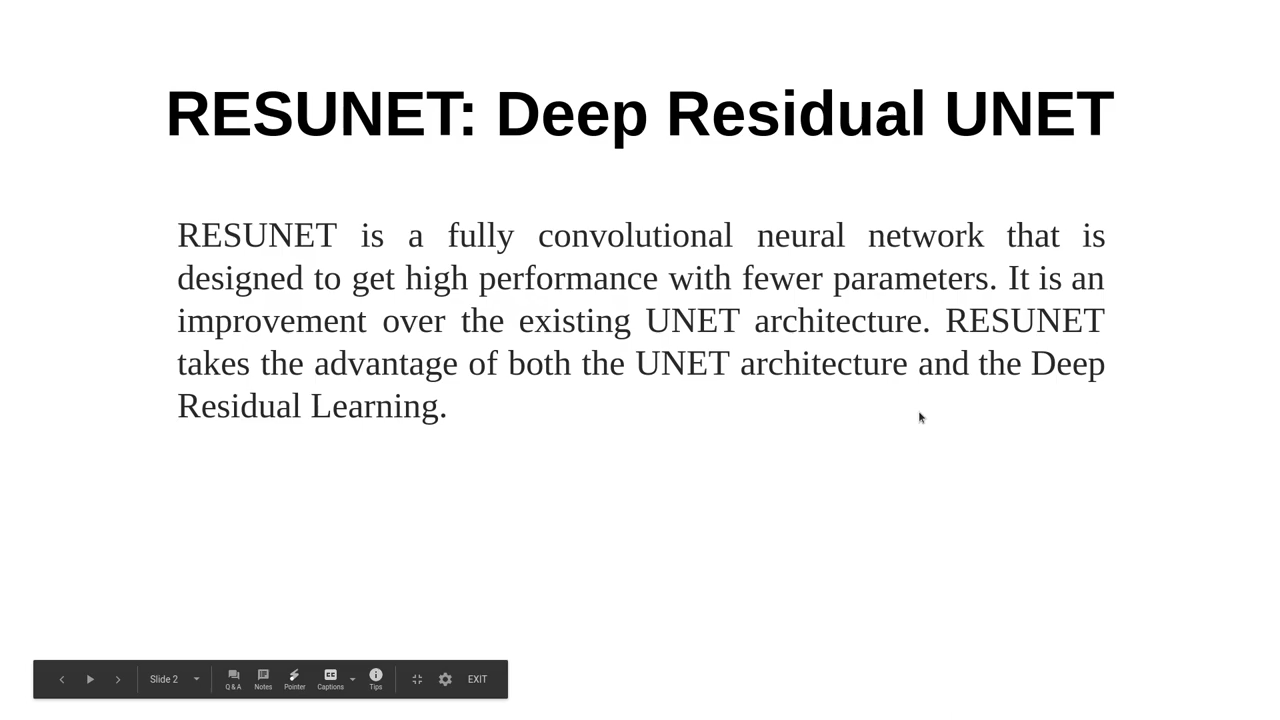 RESUNET: Deep Residual UNET
RESUNET is a fully convolutional neural network that is
designed to get high performance with fewer parameters. It is an
improvement over the existing UNET architecture. RESUNET
takes the advantage of both the UNET architecture and the Deep
Residual Learning.
Slide 2
Q & A
Notes
Pointer
CC
Captions
Tips
EXIT